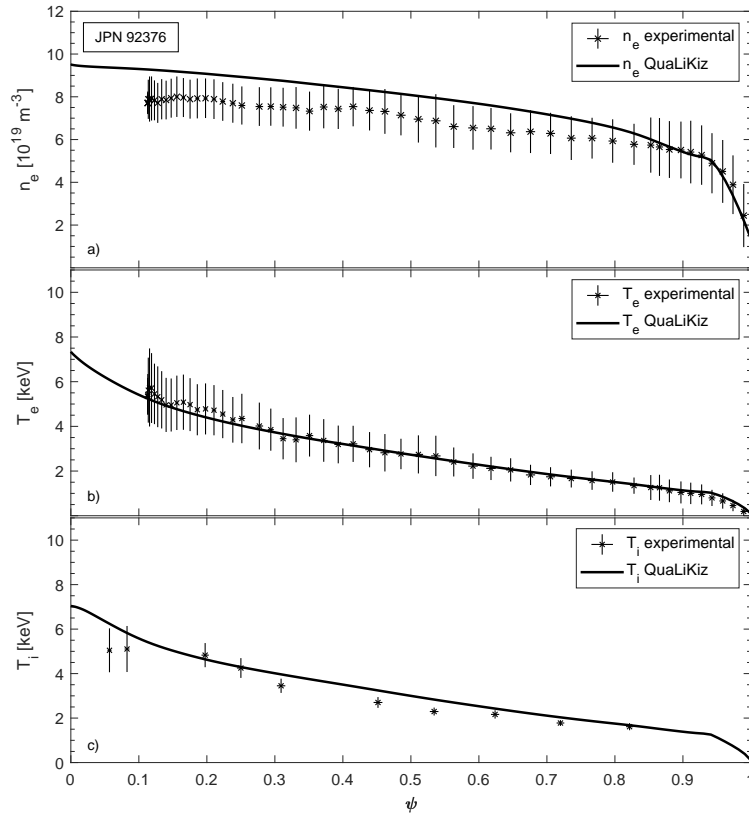 12
JPN 92376
n_e experimental
n_e QuaLiKiz
10
8
6
4
2
n_e [10^19 m^-3]
a)
10
T_e experimental
T_e QuaLiKiz
8
6
4
2
T_e [keV]
b)
10
T_i experimental
T_i QuaLiKiz
8
6
4
2
0
T_i [keV]
c)
0 0.1 0.2 0.3 0.4 0.5 0.6 0.7 0.8 0.9 1
ψ